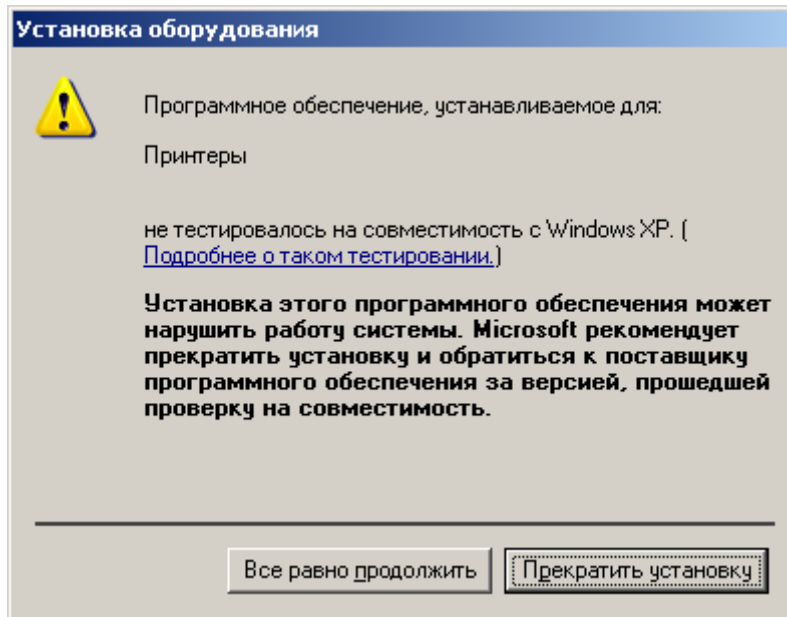 Установка оборудования
Программное обеспечение, устанавливаемое для:
Принтеры
не тестировалось на совместимость с Windows XP. (
Подробнее о таком тестировании.)
Установка этого программного обеспечения может
нарушить работу системы. Microsoft рекомендует
прекратить установку и обратиться к поставщику
программного обеспечения за версией, прошедшей
проверку на совместимость.
Все равно продолжить
Прекратить установку